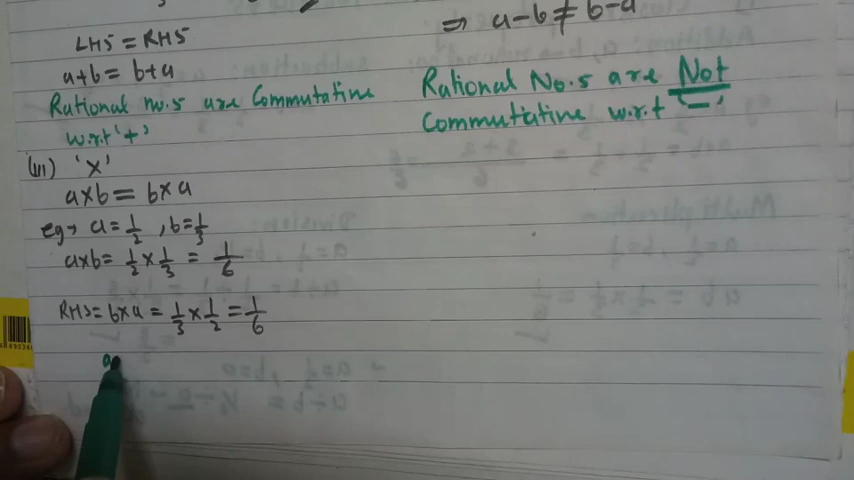 LHS = RHS
a+b = b+a
Rational no.s are Commutative
w.r.t '+'
(iii) 'x'
a×b = b×a
eg→ a=1/2 , b=1/3
a×b = 1/2 × 1/3 = 1/6
RHS = b×a = 1/3 × 1/2 = 1/6
a
⇒ a-b ≠ b-a
Rational No.s are Not
Commutiatine w.r.t '-'